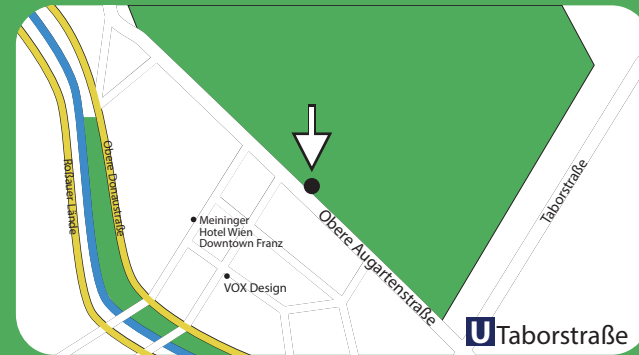 Roßauer Lände
Obere Donaustraße
Meininger
Hotel Wien
Downtown Franz
VOX Design
Obere Augartenstraße
Taborstraße
U Taborstraße